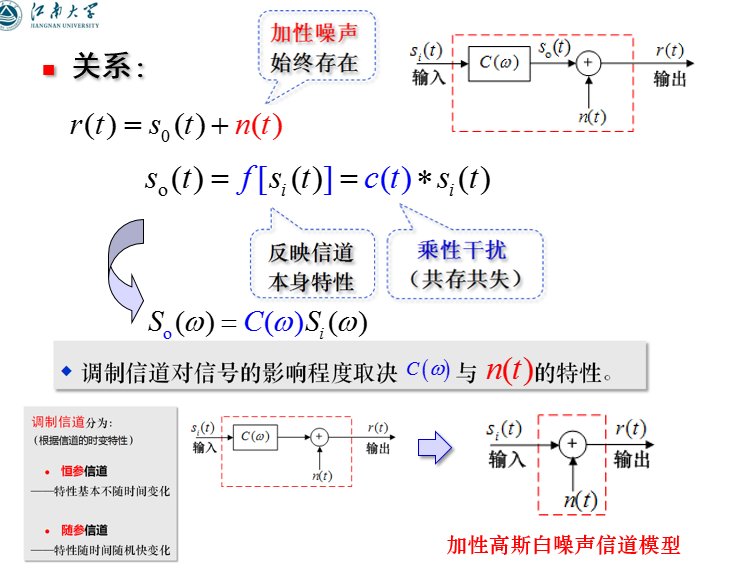 江南大学
JIANGNAN UNIVERSITY
关系：
加性噪声
始终存在
s_i(t)
输入
C(ω)
s_o(t)
+
n(t)
r(t)
输出
r(t) = s_0(t) + n(t)
s_o(t) = f[s_i(t)] = c(t) * s_i(t)
反映信道
本身特性
乘性干扰
（共存共失）
S_o(ω) = C(ω)S_i(ω)
调制信道对信号的影响程度取决 C(ω) 与 n(t)的特性。
调制信道分为：
（根据信道的时变特性）
• 恒参信道
——特性基本不随时间变化
• 随参信道
——特性随时间随机快变化
s_i(t)
输入
C(ω)
+
n(t)
r(t)
输出
s_i(t)
输入
+
n(t)
r(t)
输出
加性高斯白噪声信道模型